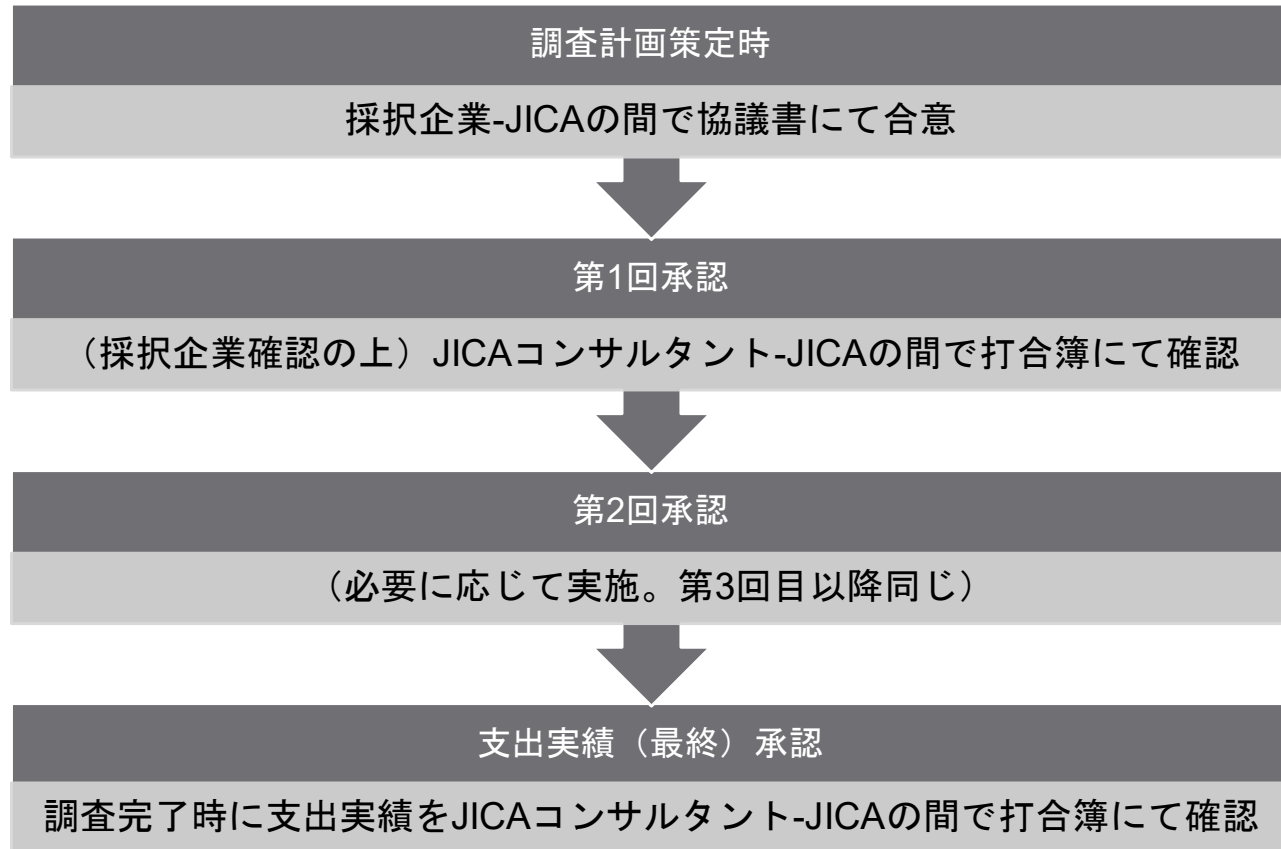 調査計画策定時
採択企業-JICAの間で協議書にて合意
第1回承認
（採択企業確認の上）JICAコンサルタント-JICAの間で打合簿にて確認
第2回承認
（必要に応じて実施。第3回目以降同じ）
支出実績（最終）承認
調査完了時に支出実績をJICAコンサルタント-JICAの間で打合簿にて確認